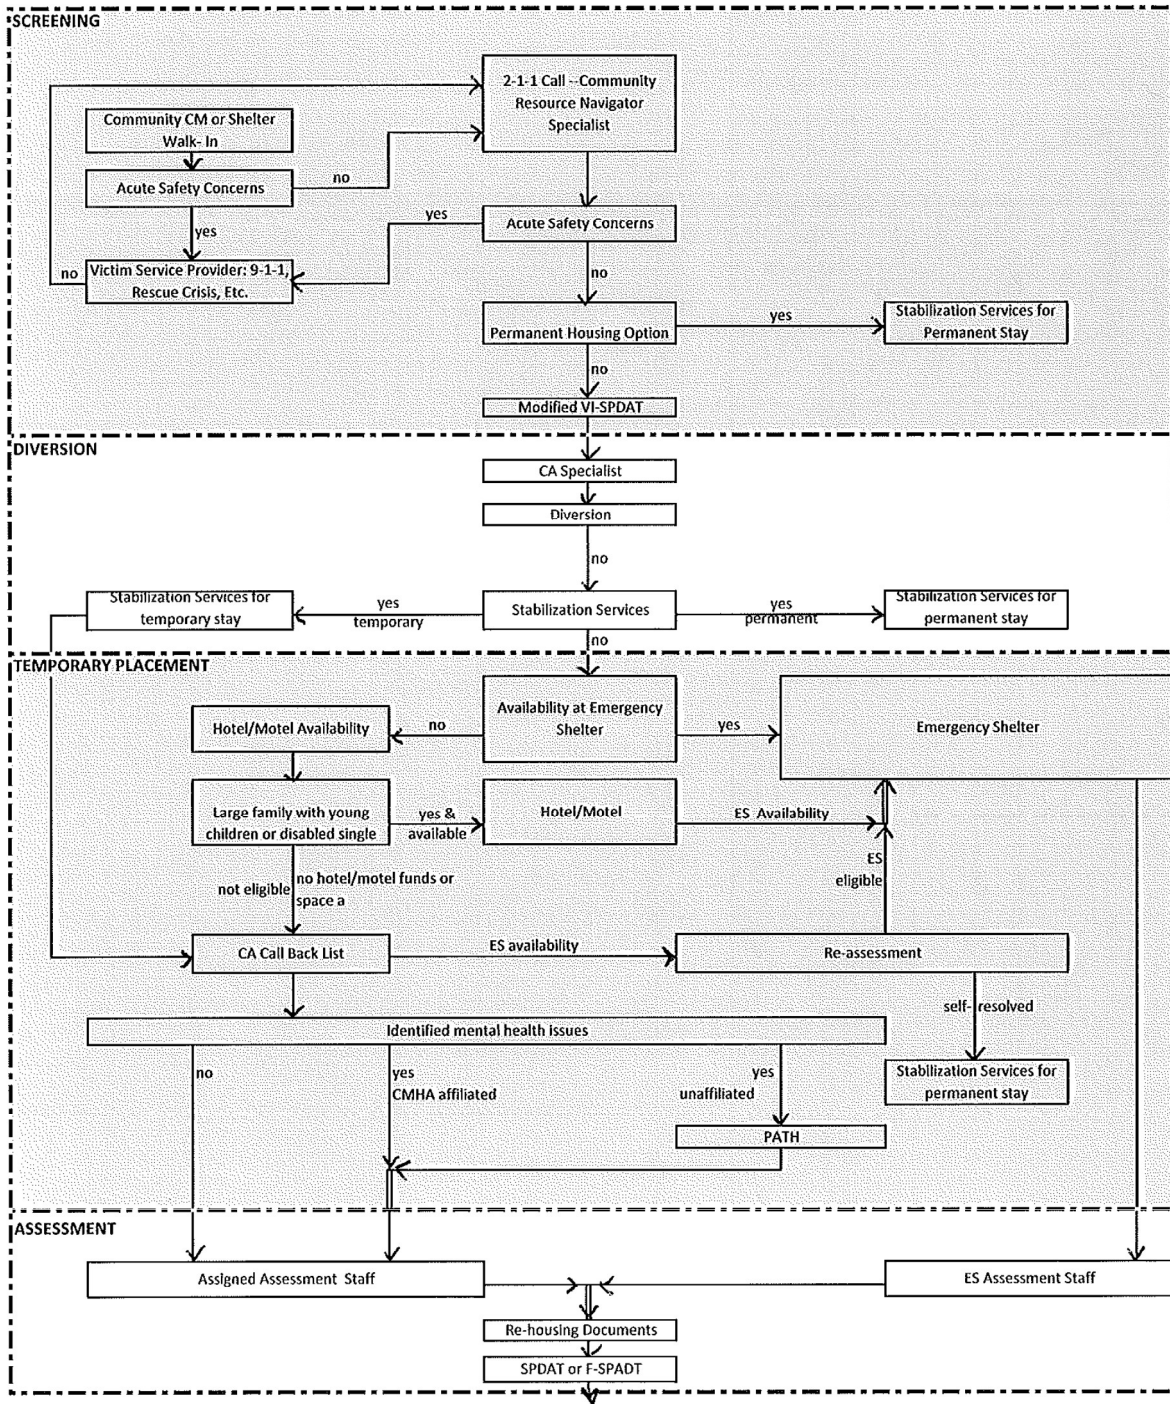 SCREENING
2-1-1 Call --Community
Resource Navigator
Specialist
Community CM or Shelter
Walk- In
no
Acute Safety Concerns
yes
yes
Acute Safety Concerns
no
Victim Service Provider: 9-1-1,
Rescue Crisis, Etc.
no
Permanent Housing Option
yes
Stabilization Services for
Permanent Stay
no
Modified VI-SPDAT
DIVERSION
CA Specialist
Diversion
no
Stabilization Services for
temporary stay
yes
temporary
Stabilization Services
yes
permanent
Stabilization Services for
permanent stay
no
TEMPORARY PLACEMENT
Availability at Emergency
Shelter
Hotel/Motel Availability
no
yes
Emergency Shelter
Large family with young
children or disabled single
yes &
available
Hotel/Motel
ES Availability
ES
eligible
not eligible
no hotel/motel funds or
space a
CA Call Back List
ES availability
Re-assessment
self- resolved
Identified mental health issues
no
yes
CMHA affiliated
yes
unaffiliated
Stabilization Services for
permanent stay
PATH
ASSESSMENT
Assigned Assessment Staff
ES Assessment Staff
Re-housing Documents
SPDAT or F-SPADT